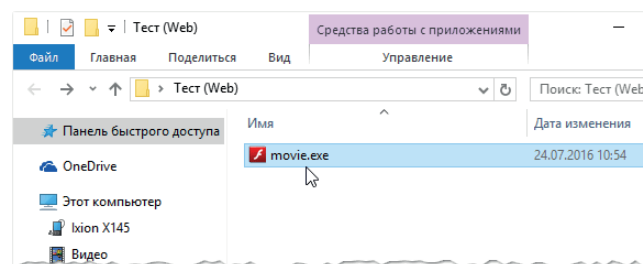 Тест (Web)
Средства работы с приложениями
Файл
Главная
Поделиться
Вид
Управление
Тест (Web)
Поиск: Тест (Web
Панель быстрого доступа
Имя
Дата изменения
movie.exe
24.07.2016 10:54
OneDrive
Этот компьютер
Ixion X145
Видео